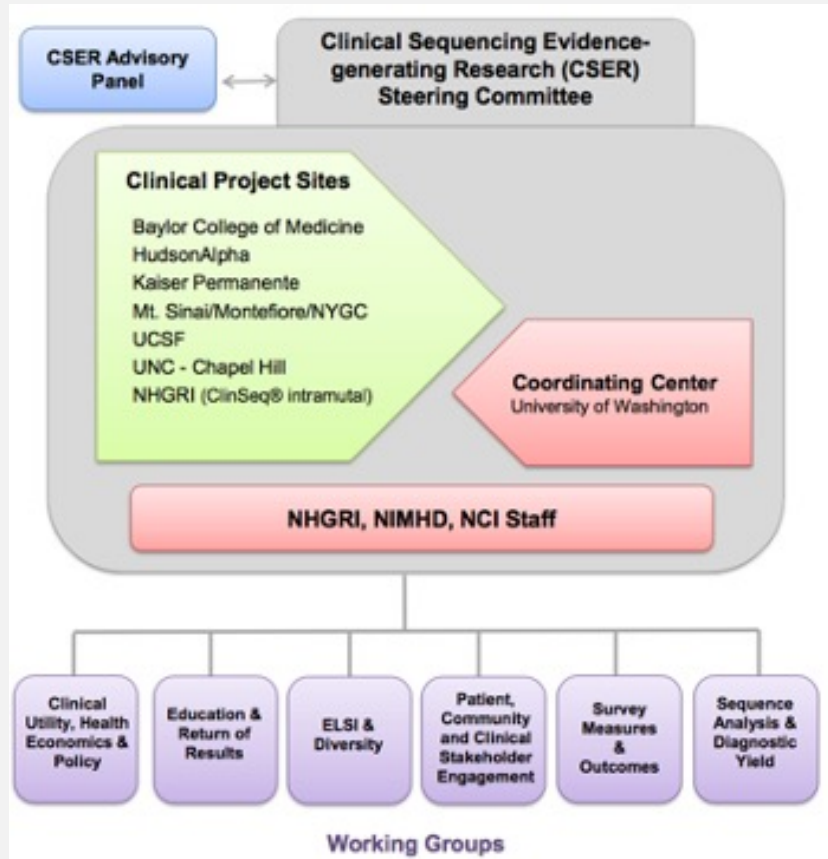 CSER Advisory
Panel
Clinical Sequencing Evidence-
generating Research (CSER)
Steering Committee
Clinical Project Sites
Baylor College of Medicine
HudsonAlpha
Kaiser Permanente
Mt. Sinai/Montefiore/NYGC
UCSF
UNC - Chapel Hill
NHGRI (ClinSeq® intramutal)
Coordinating Center
University of Washington
NHGRI, NIMHD, NCI Staff
Clinical
Utility, Health
Economics &
Policy
Education &
Return of
Results
ELSI &
Diversity
Patient,
Community
and Clinical
Stakeholder
Engagement
Survey
Measures
&
Outcomes
Sequence
Analysis &
Diagnostic
Yield
Working Groups